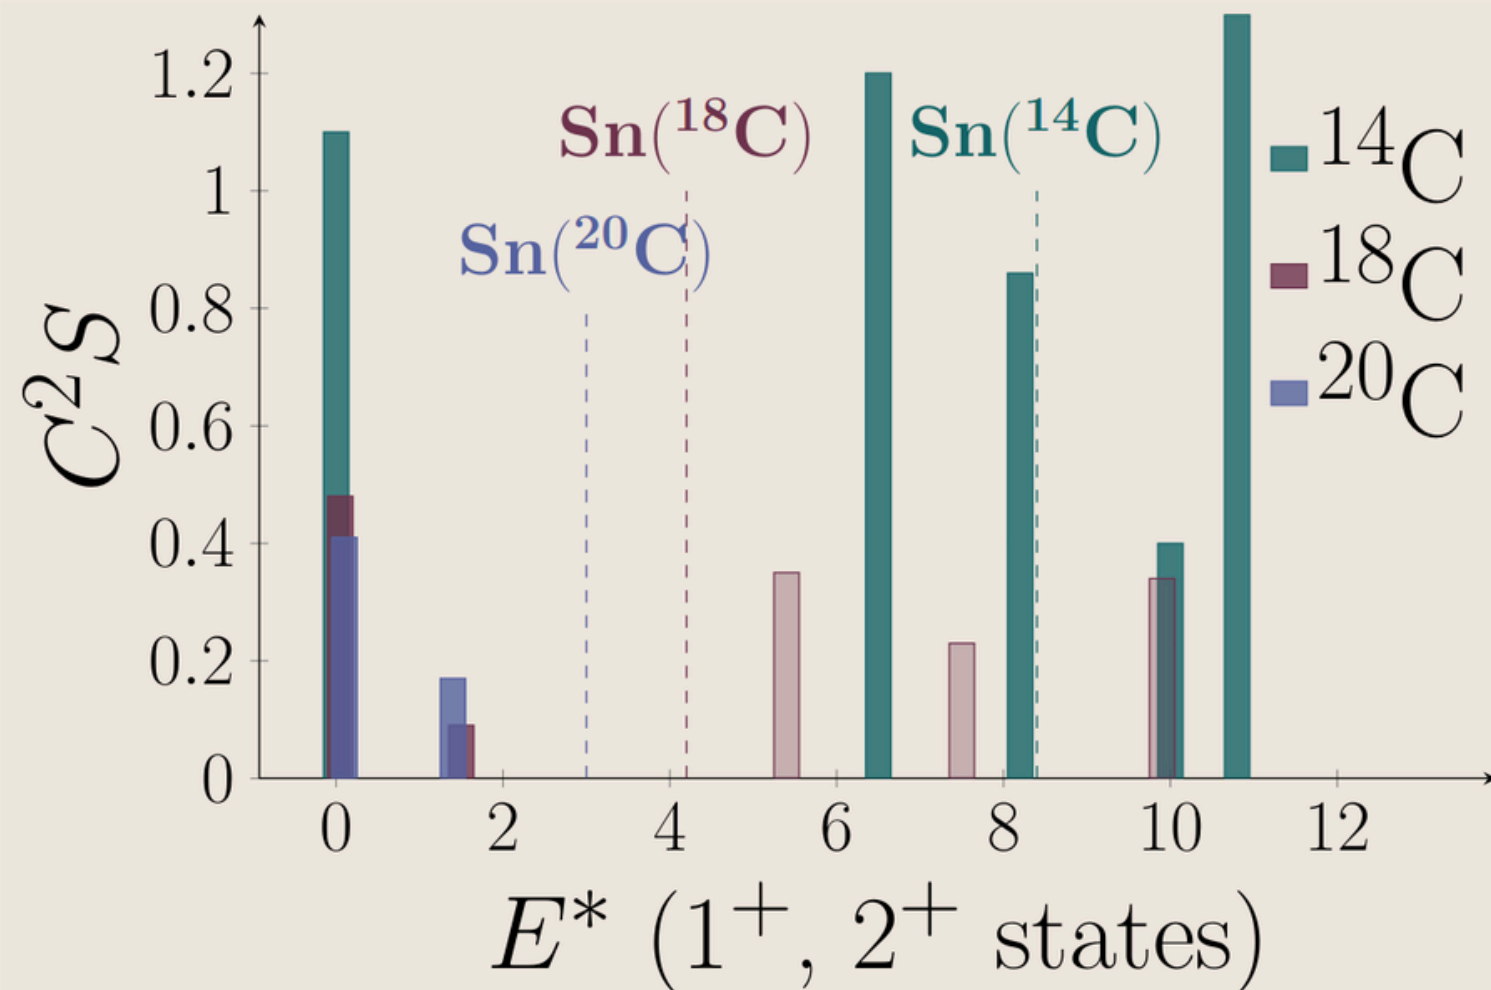 1.2
1
0.8
0.6
0.4
0.2
0
C²S
Sn(¹⁸C)
Sn(¹⁴C)
Sn(²⁰C)
¹⁴C
¹⁸C
²⁰C
0 2 4 6 8 10 12
E* (1⁺, 2⁺ states)